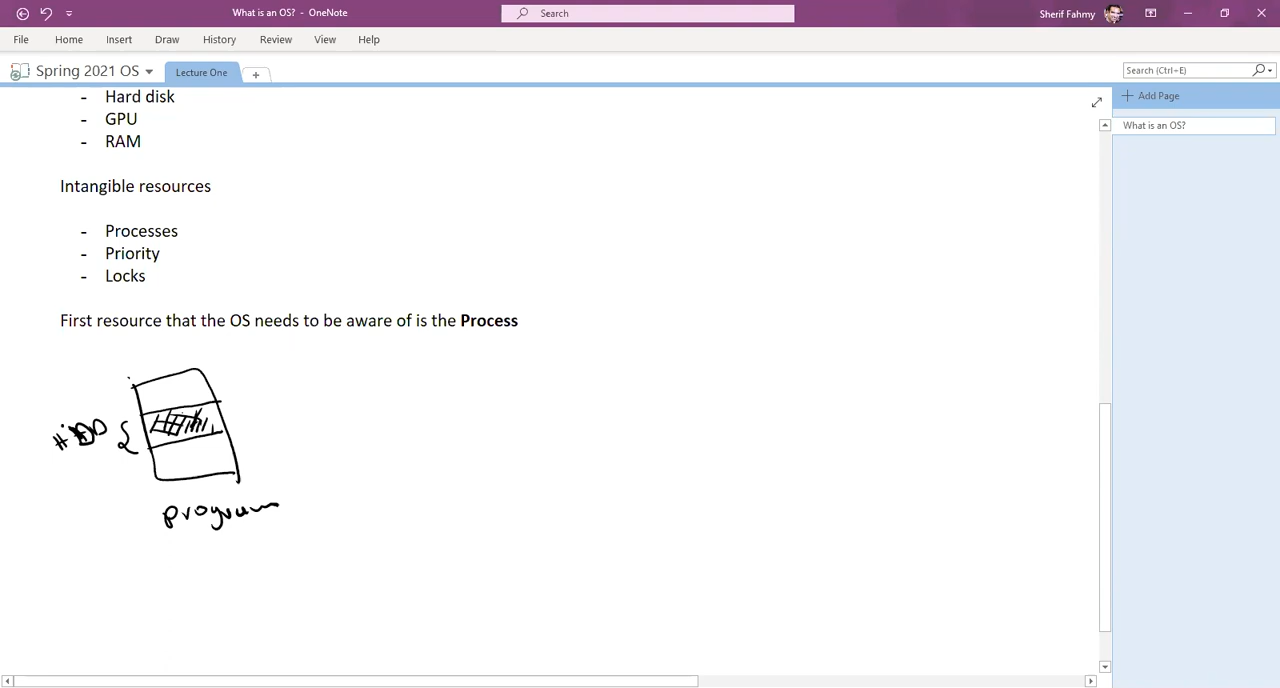 What is an OS? - OneNote
Search
Sherif Fahmy
File Home Insert Draw History Review View Help
Spring 2021 OS
Lecture One
+
Search (Ctrl+E)
- Hard disk
- GPU
- RAM
Intangible resources
- Processes
- Priority
- Locks
First resource that the OS needs to be aware of is the Process
program
Add Page
What is an OS?